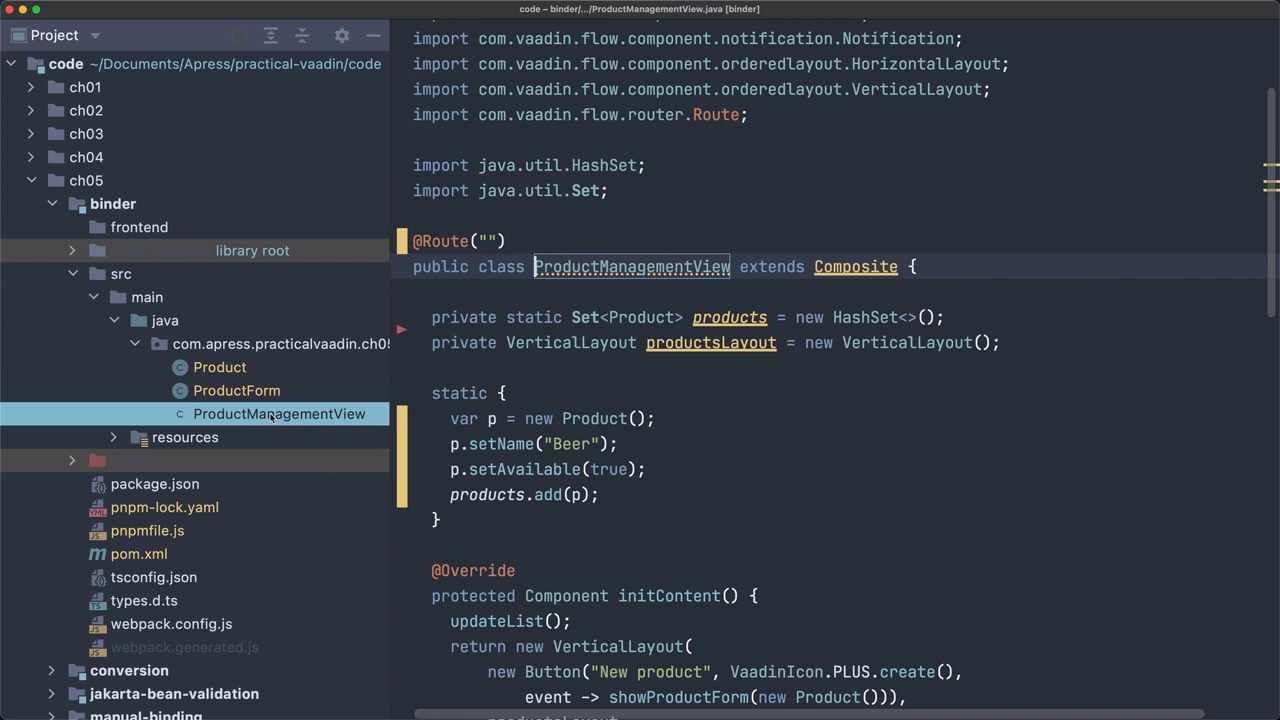 code – binder/.../ProductManagementView.java [binder]
Project
code ~/Documents/Apress/practical-vaadin/code
ch01
ch02
ch03
ch04
ch05
binder
frontend
library root
src
main
java
com.apress.practicalvaadin.ch05
Product
ProductForm
ProductManagementView
resources
package.json
pnpm-lock.yaml
pnpmfile.js
pom.xml
tsconfig.json
types.d.ts
webpack.config.js
webpack.generated.js
conversion
jakarta-bean-validation
manual-binding
import com.vaadin.flow.component.notification.Notification;
import com.vaadin.flow.component.orderedlayout.HorizontalLayout;
import com.vaadin.flow.component.orderedlayout.VerticalLayout;
import com.vaadin.flow.router.Route;
import java.util.HashSet;
import java.util.Set;
@Route("")
public class ProductManagementView extends Composite {
private static Set<Product> products = new HashSet<>();
private VerticalLayout productsLayout = new VerticalLayout();
static {
var p = new Product();
p.setName("Beer");
p.setAvailable(true);
products.add(p);
}
@Override
protected Component initContent() {
updateList();
return new VerticalLayout(
new Button("New product", VaadinIcon.PLUS.create(),
event -> showProductForm(new Product())),
productsLayout